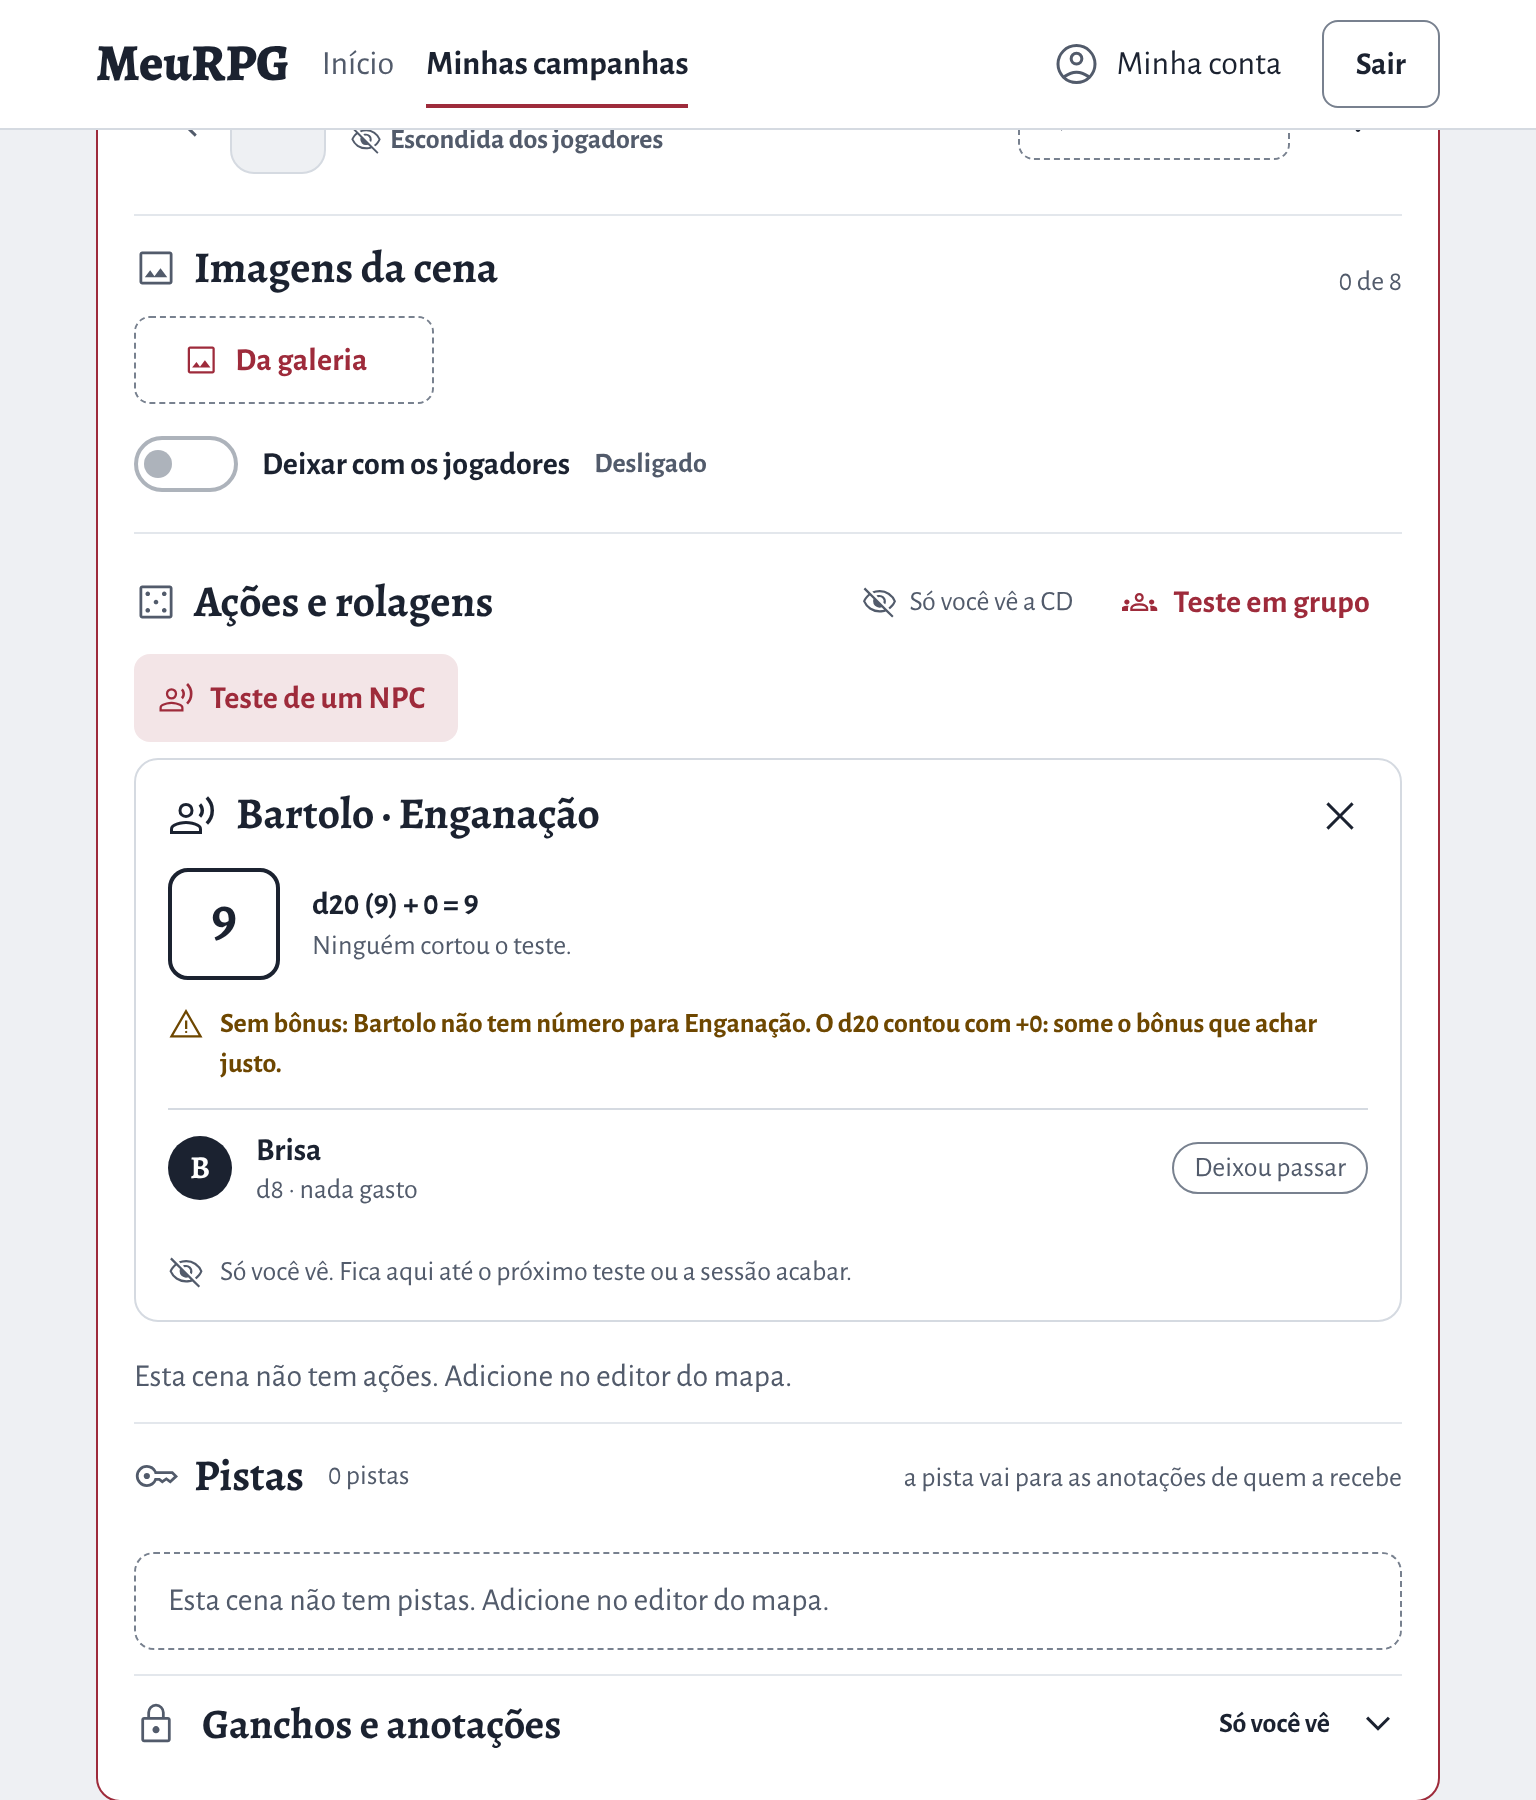 MeuRPG Início Minhas campanhas Minha conta Sair
Escondida dos jogadores
Imagens da cena 0 de 8
Da galeria
Deixar com os jogadores Desligado
Ações e rolagens Só você vê a CD Teste em grupo
Teste de um NPC
Bartolo · Enganação
9 d20 (9) + 0 = 9
Ninguém cortou o teste.
Sem bônus: Bartolo não tem número para Enganação. O d20 contou com +0: some o bônus que achar
justo.
B Brisa Deixou passar
d8 · nada gasto
Só você vê. Fica aqui até o próximo teste ou a sessão acabar.
Esta cena não tem ações. Adicione no editor do mapa.
Pistas 0 pistas a pista vai para as anotações de quem a recebe
Esta cena não tem pistas. Adicione no editor do mapa.
Ganchos e anotações Só você vê